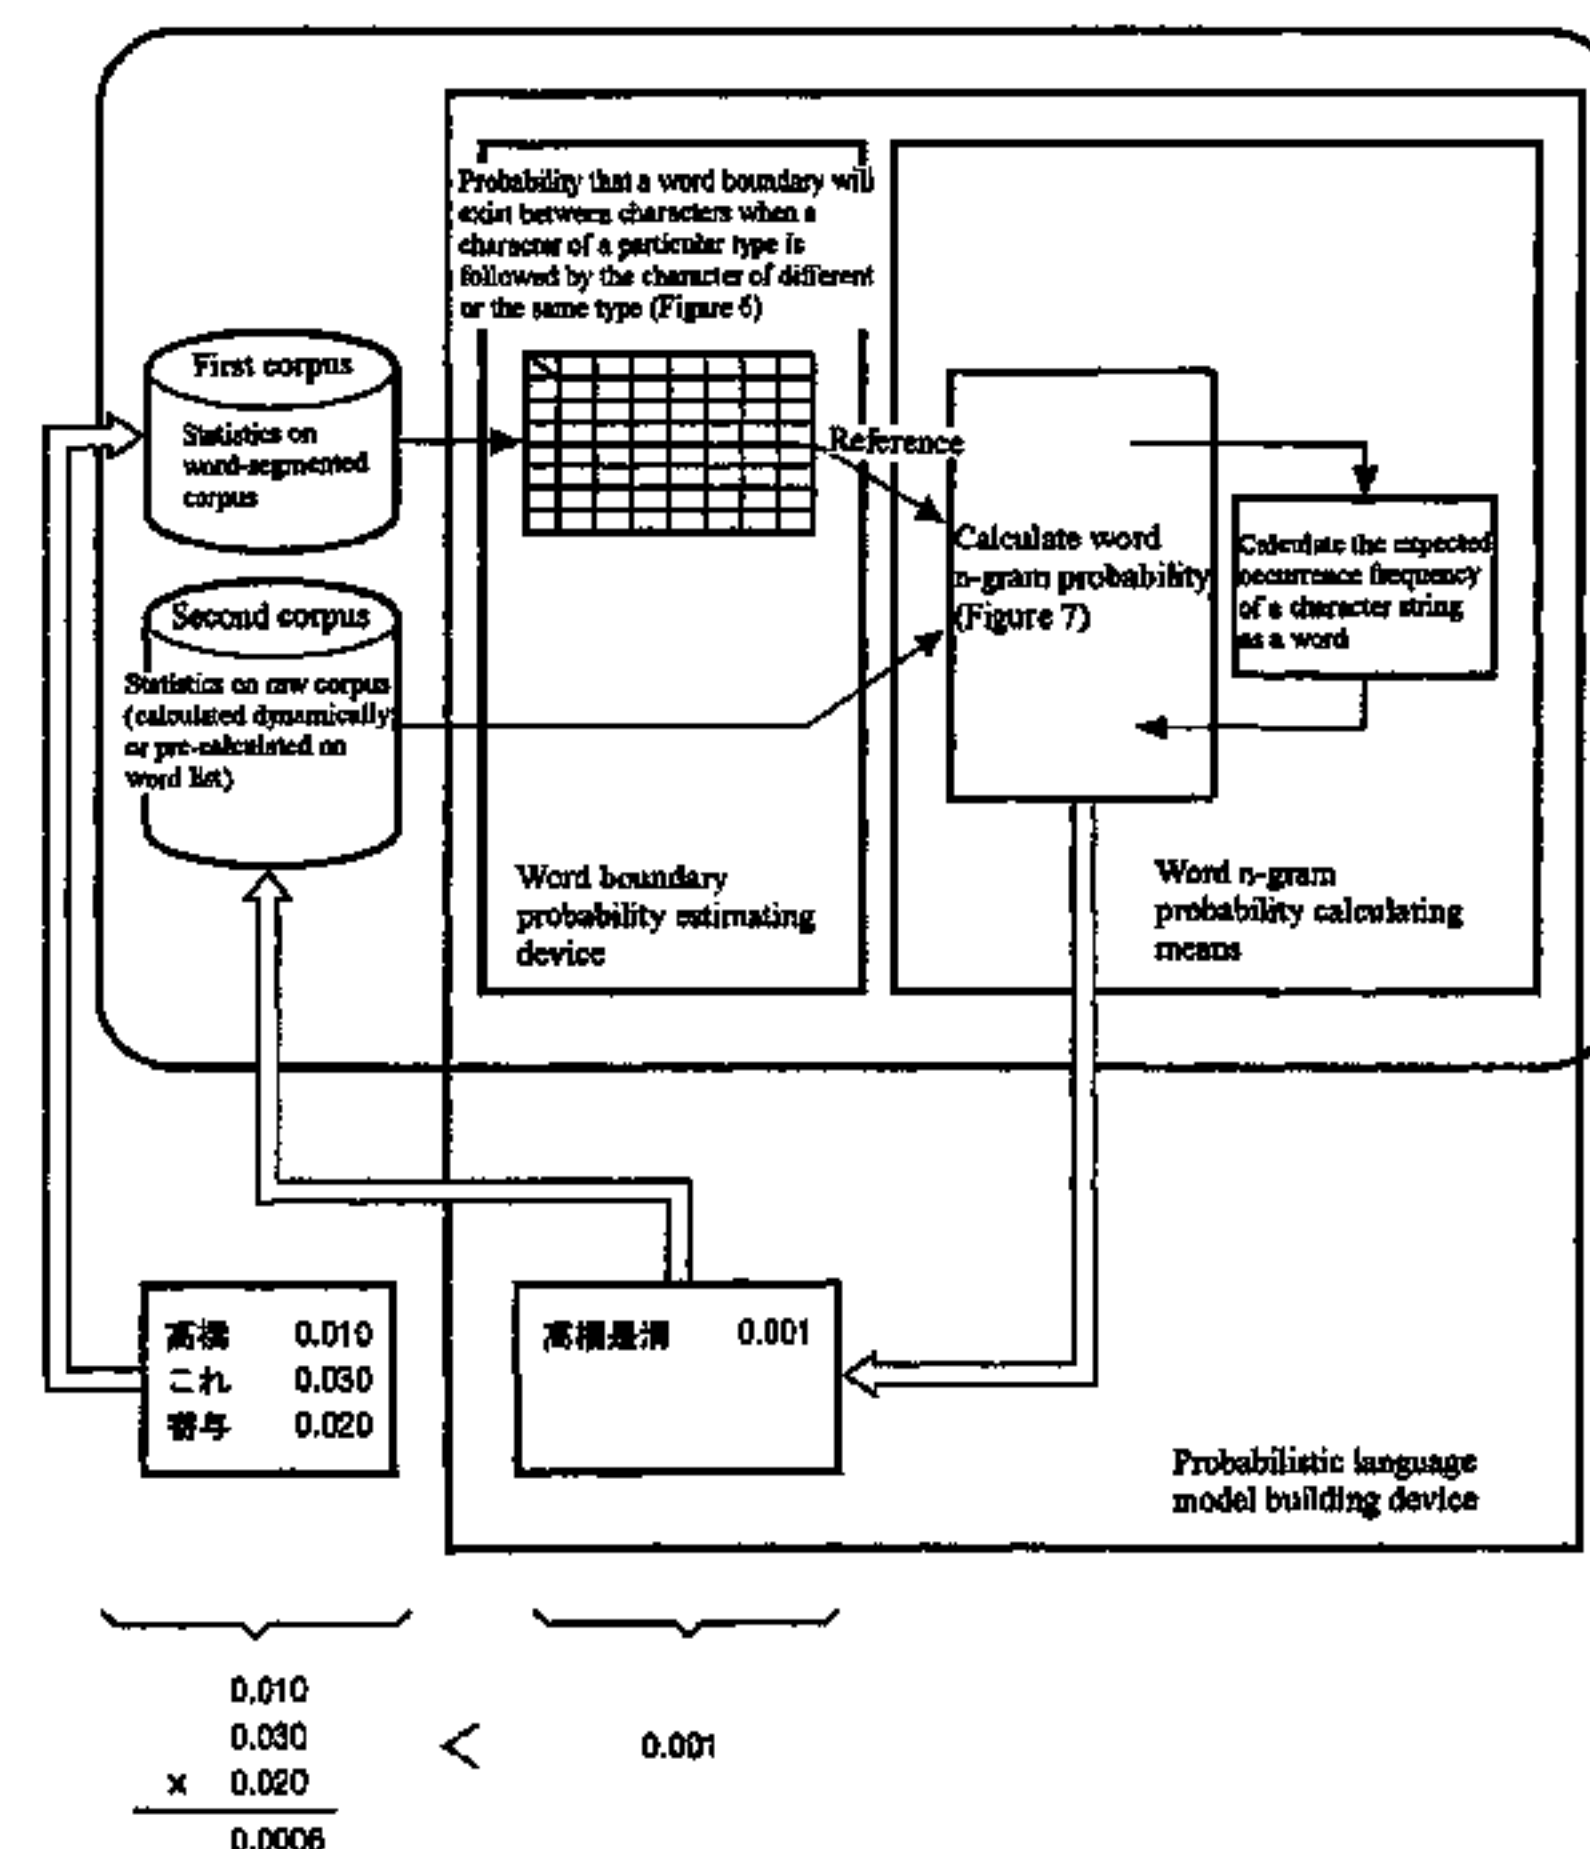 Probability that a word boundary will
exist between characters when a
character of a particular type is
followed by the character of different
or the same type (Figure 6)
First corpus
Statistics on
word-segmented
corpus
Reference
Second corpus
Statistics on raw corpus
(calculated dynamically
or pre-calculated on
word list)
Calculate word
n-gram probability
(Figure 7)
Calculate the expected
occurrence frequency
of a character string
as a word
Word boundary
probability estimating
device
Word n-gram
probability calculating
means
高橋 0.010
これ 0.030
0.020
0.001
Probabilistic language
model building device
0.010
0.030
x 0.020
0.0006
<
0.001